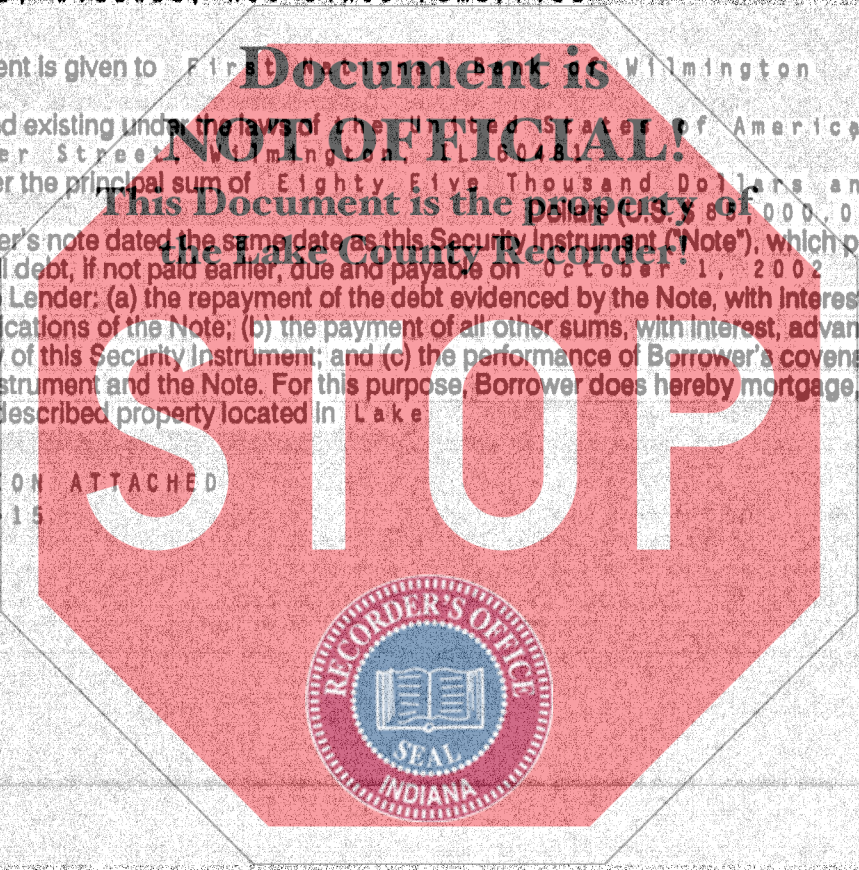 Document is
ent is given to First National Bank of Wilmington
NOT OFFICIAL!
d existing under the laws of the United States of America
er Street, Wilmington, IL 6048
This Document is the property of
r the principal sum of Eighty Five Thousand Dollars an
Dollars (U.S. $ 85,000.0
the Lake County Recorder!
er's note dated the same date as this Security Instrument ("Note"), which p
debt, if not paid earlier, due and payable on October 1, 2002
Lender: (a) the repayment of the debt evidenced by the Note, with interes
ications of the Note; (b) the payment of all other sums, with interest, advan
y of this Security Instrument; and (c) the performance of Borrower's covena
strument and the Note. For this purpose, Borrower does hereby mortgage,
described property located in Lake
STOP
ON ATTACHED
15
RECORDER'S OFFICE
SEAL
INDIANA